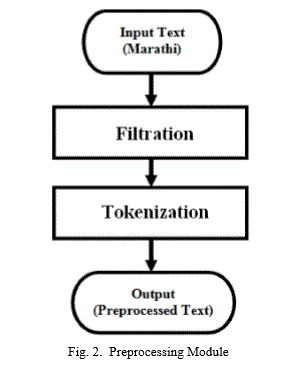 Input Text
(Marathi)
Filtration
Tokenization
Output
(Preprocessed Text)
Fig. 2. Preprocessing Module